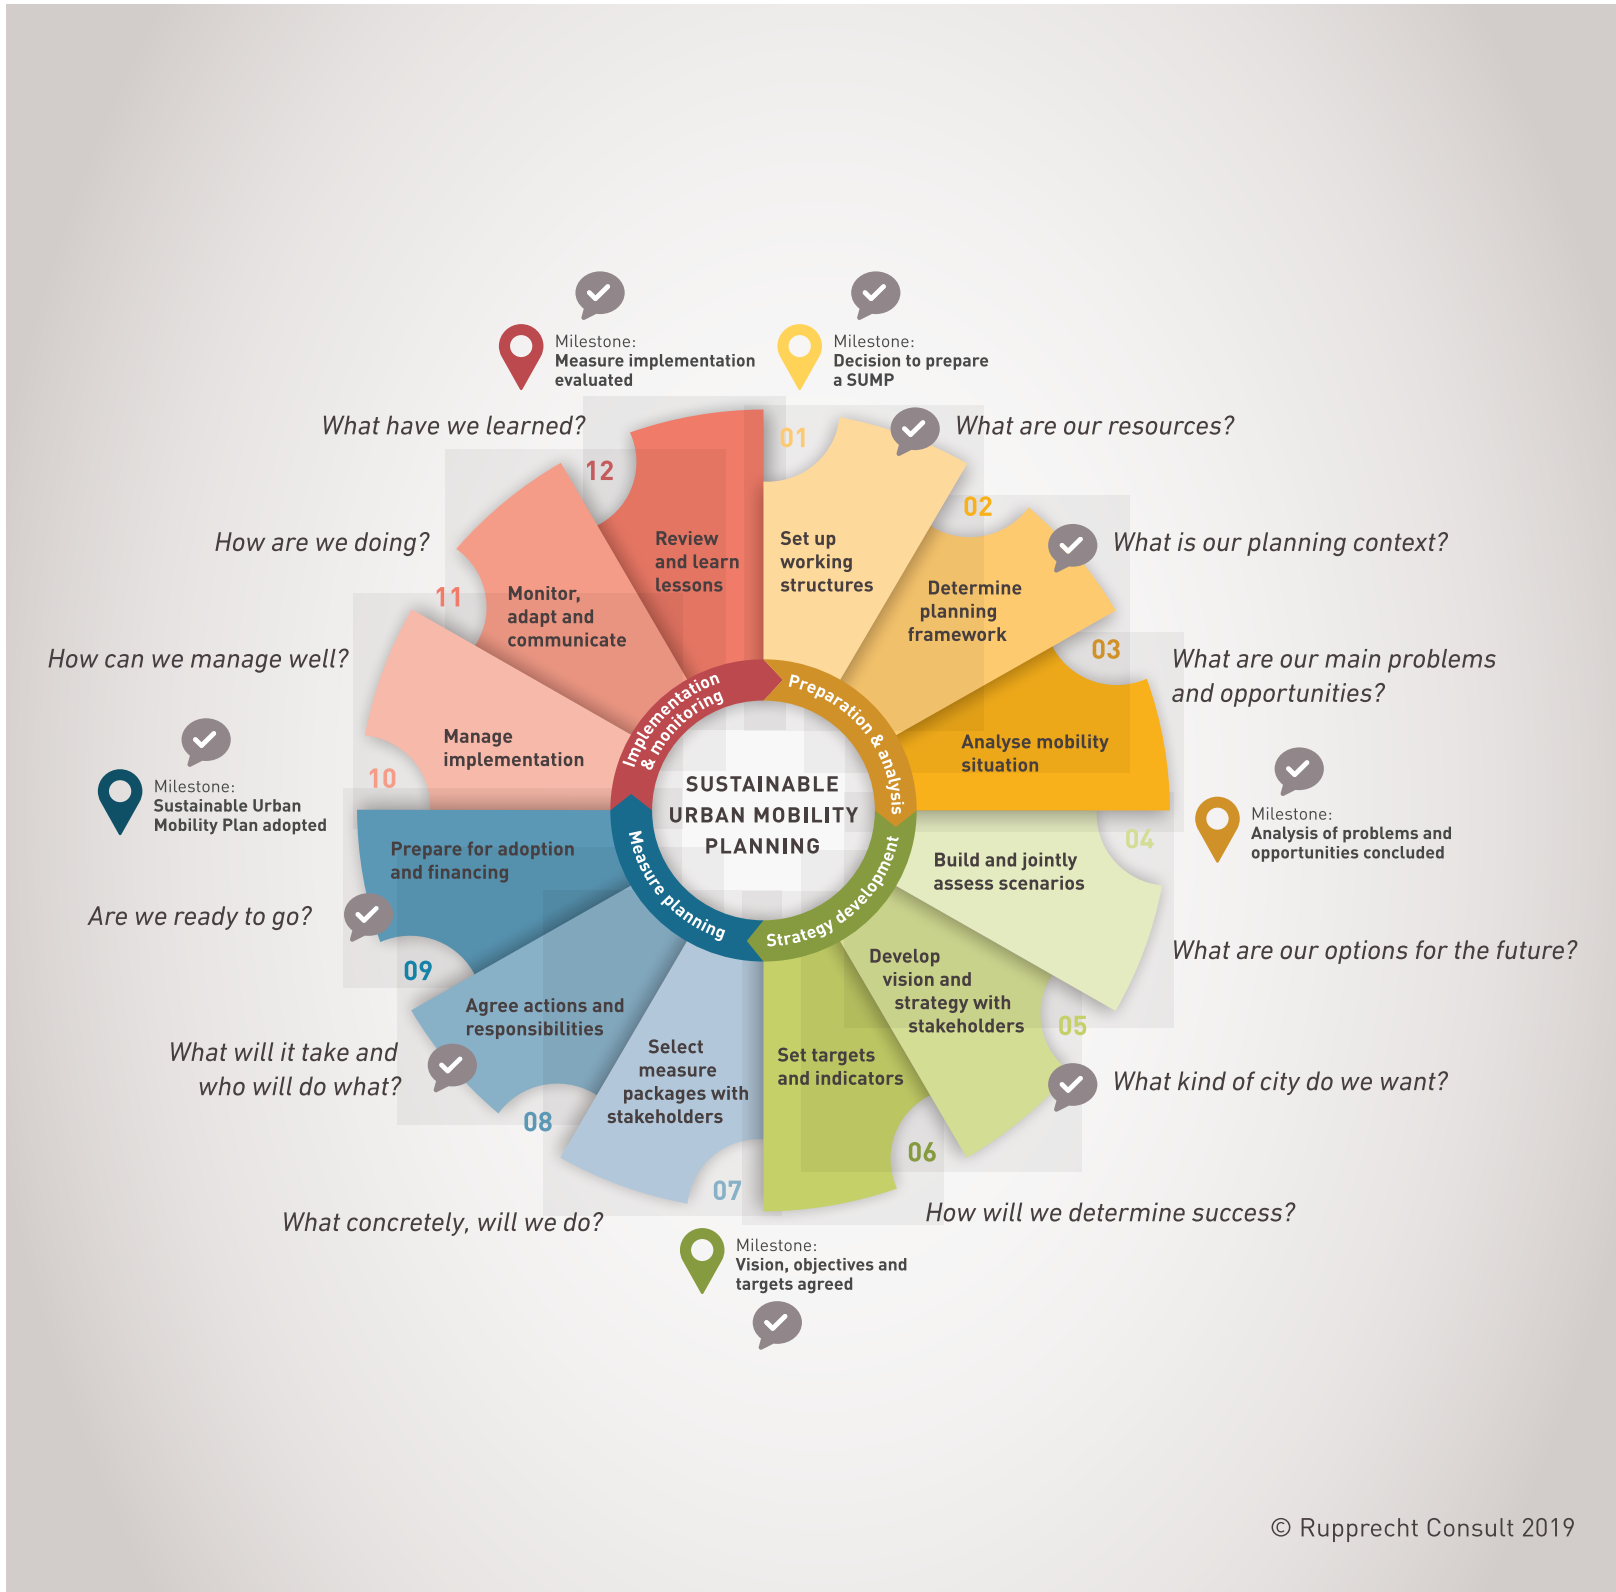 Milestone:
Measure implementation
evaluated
Milestone:
Decision to prepare
a SUMP
What have we learned?
What are our resources?
How are we doing?
What is our planning context?
How can we manage well?
What are our main problems
and opportunities?
Milestone:
Sustainable Urban
Mobility Plan adopted
Milestone:
Analysis of problems and
opportunities concluded
Are we ready to go?
What are our options for the future?
What will it take and
who will do what?
What kind of city do we want?
What concretely, will we do?
How will we determine success?
Milestone:
Vision, objectives and
targets agreed
01
Set up
working
structures
02
Determine
planning
framework
03
Analyse mobility
situation
04
Build and jointly
assess scenarios
05
Develop
vision and
strategy with
stakeholders
06
Set targets
and indicators
07
Select
measure
packages with
stakeholders
08
Agree actions and
responsibilities
09
Prepare for adoption
and financing
10
Manage
implementation
11
Monitor,
adapt and
communicate
12
Review
and learn
lessons
Preparation & analysis
Strategy development
Measure planning
Implementation
& monitoring
SUSTAINABLE
URBAN MOBILITY
PLANNING
© Rupprecht Consult 2019